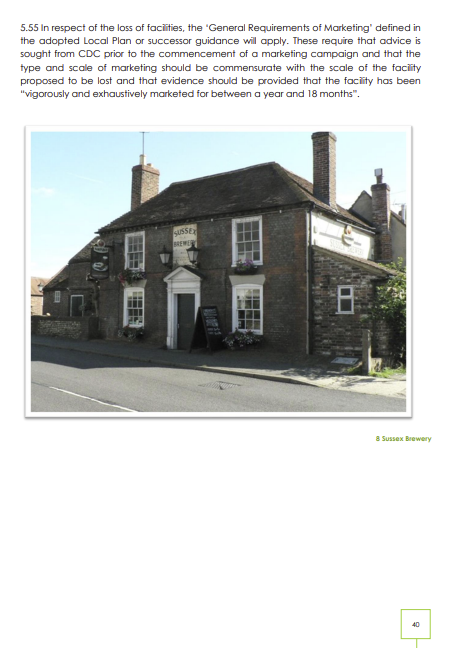 5.55 In respect of the loss of facilities, the ‘General Requirements of Marketing’ defined in
the adopted Local Plan or successor guidance will apply. These require that advice is
sought from CDC prior to the commencement of a marketing campaign and that the
type and scale of marketing should be commensurate with the scale of the facility
proposed to be lost and that evidence should be provided that the facility has been
“vigorously and exhaustively marketed for between a year and 18 months”.
SUSSEX
BREWERY
8 Sussex Brewery
40